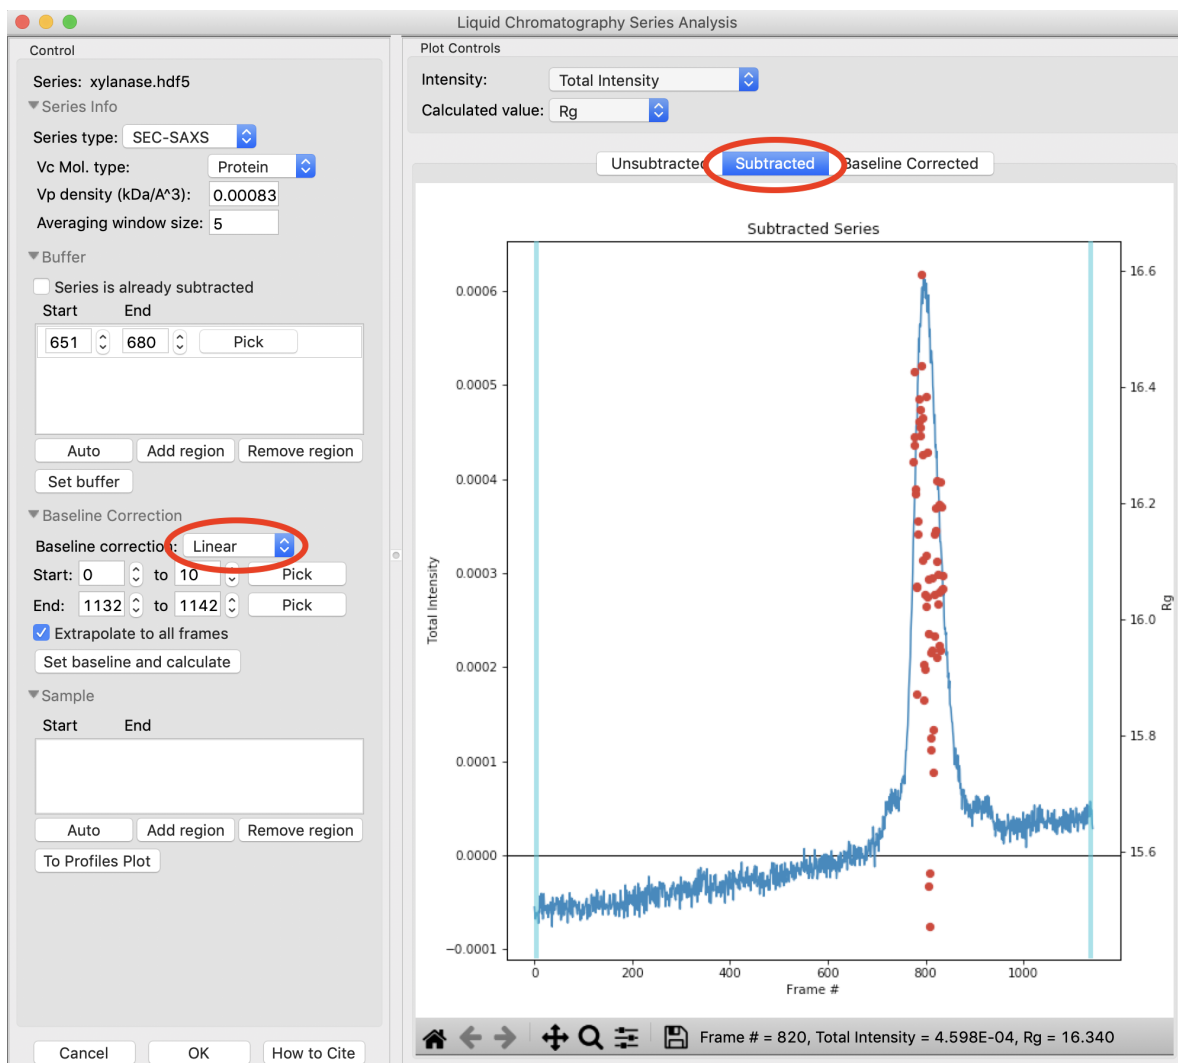 Liquid Chromatography Series Analysis
Control
Series: xylanase.hdf5
Series Info
Series type: SEC-SAXS
Vc Mol. type: Protein
Vp density (kDa/A^3): 0.00083
Averaging window size: 5
Buffer
Series is already subtracted
Start End
651 680 Pick
Auto Add region Remove region
Set buffer
Baseline Correction
Baseline correction: Linear
Start: 0 to 10 Pick
End: 1132 to 1142 Pick
Extrapolate to all frames
Set baseline and calculate
Sample
Start End
Auto Add region Remove region
To Profiles Plot
Cancel OK How to Cite
Plot Controls
Intensity: Total Intensity
Calculated value: Rg
Unsubtracted Subtracted Baseline Corrected
Subtracted Series
Total Intensity
0.0006
0.0005
0.0004
0.0003
0.0002
0.0001
0.0000
−0.0001
16.6
16.4
16.2
16.0
15.8
15.6
Rg
0 200 400 600 800 1000
Frame #
Frame # = 820, Total Intensity = 4.598E-04, Rg = 16.340